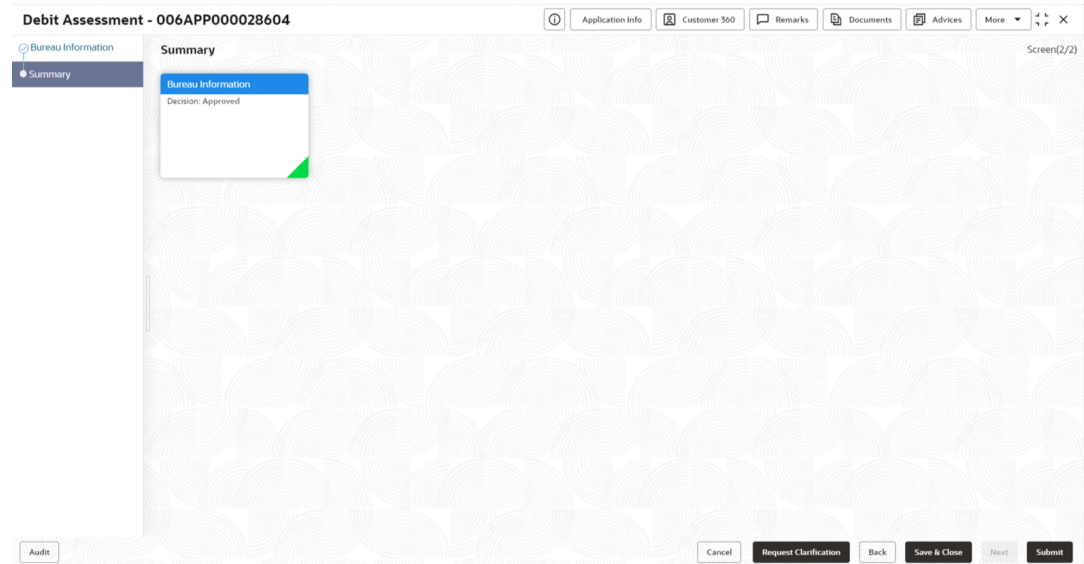 Debit Assessment - 006APP000028604
Application Info
Customer 360
Remarks
Documents
Advices
More
Bureau Information
Summary
Summary
Screen(2/2)
Bureau Information
Decision: Approved
Audit
Cancel
Request Clarification
Back
Save & Close
Next
Submit